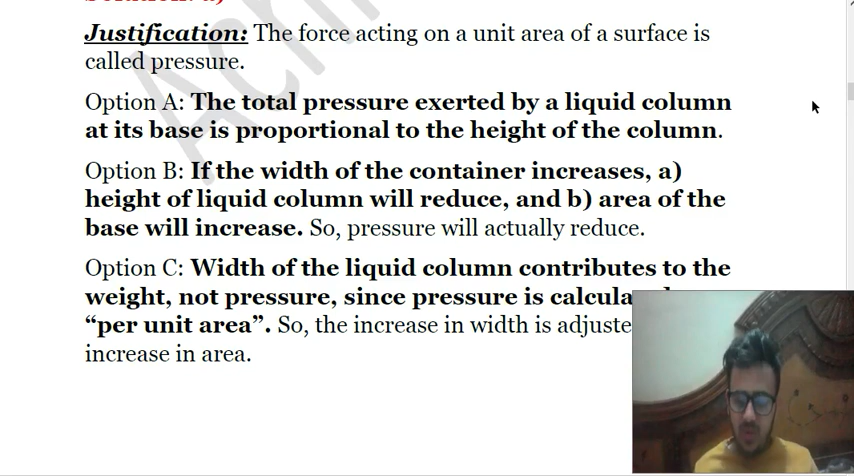 Justification: The force acting on a unit area of a surface is
called pressure.
Option A: The total pressure exerted by a liquid column
at its base is proportional to the height of the column.
Option B: If the width of the container increases, a)
height of liquid column will reduce, and b) area of the
base will increase. So, pressure will actually reduce.
Option C: Width of the liquid column contributes to the
weight, not pressure, since pressure is
“per unit area”. So, the increase in width is
increase in area.